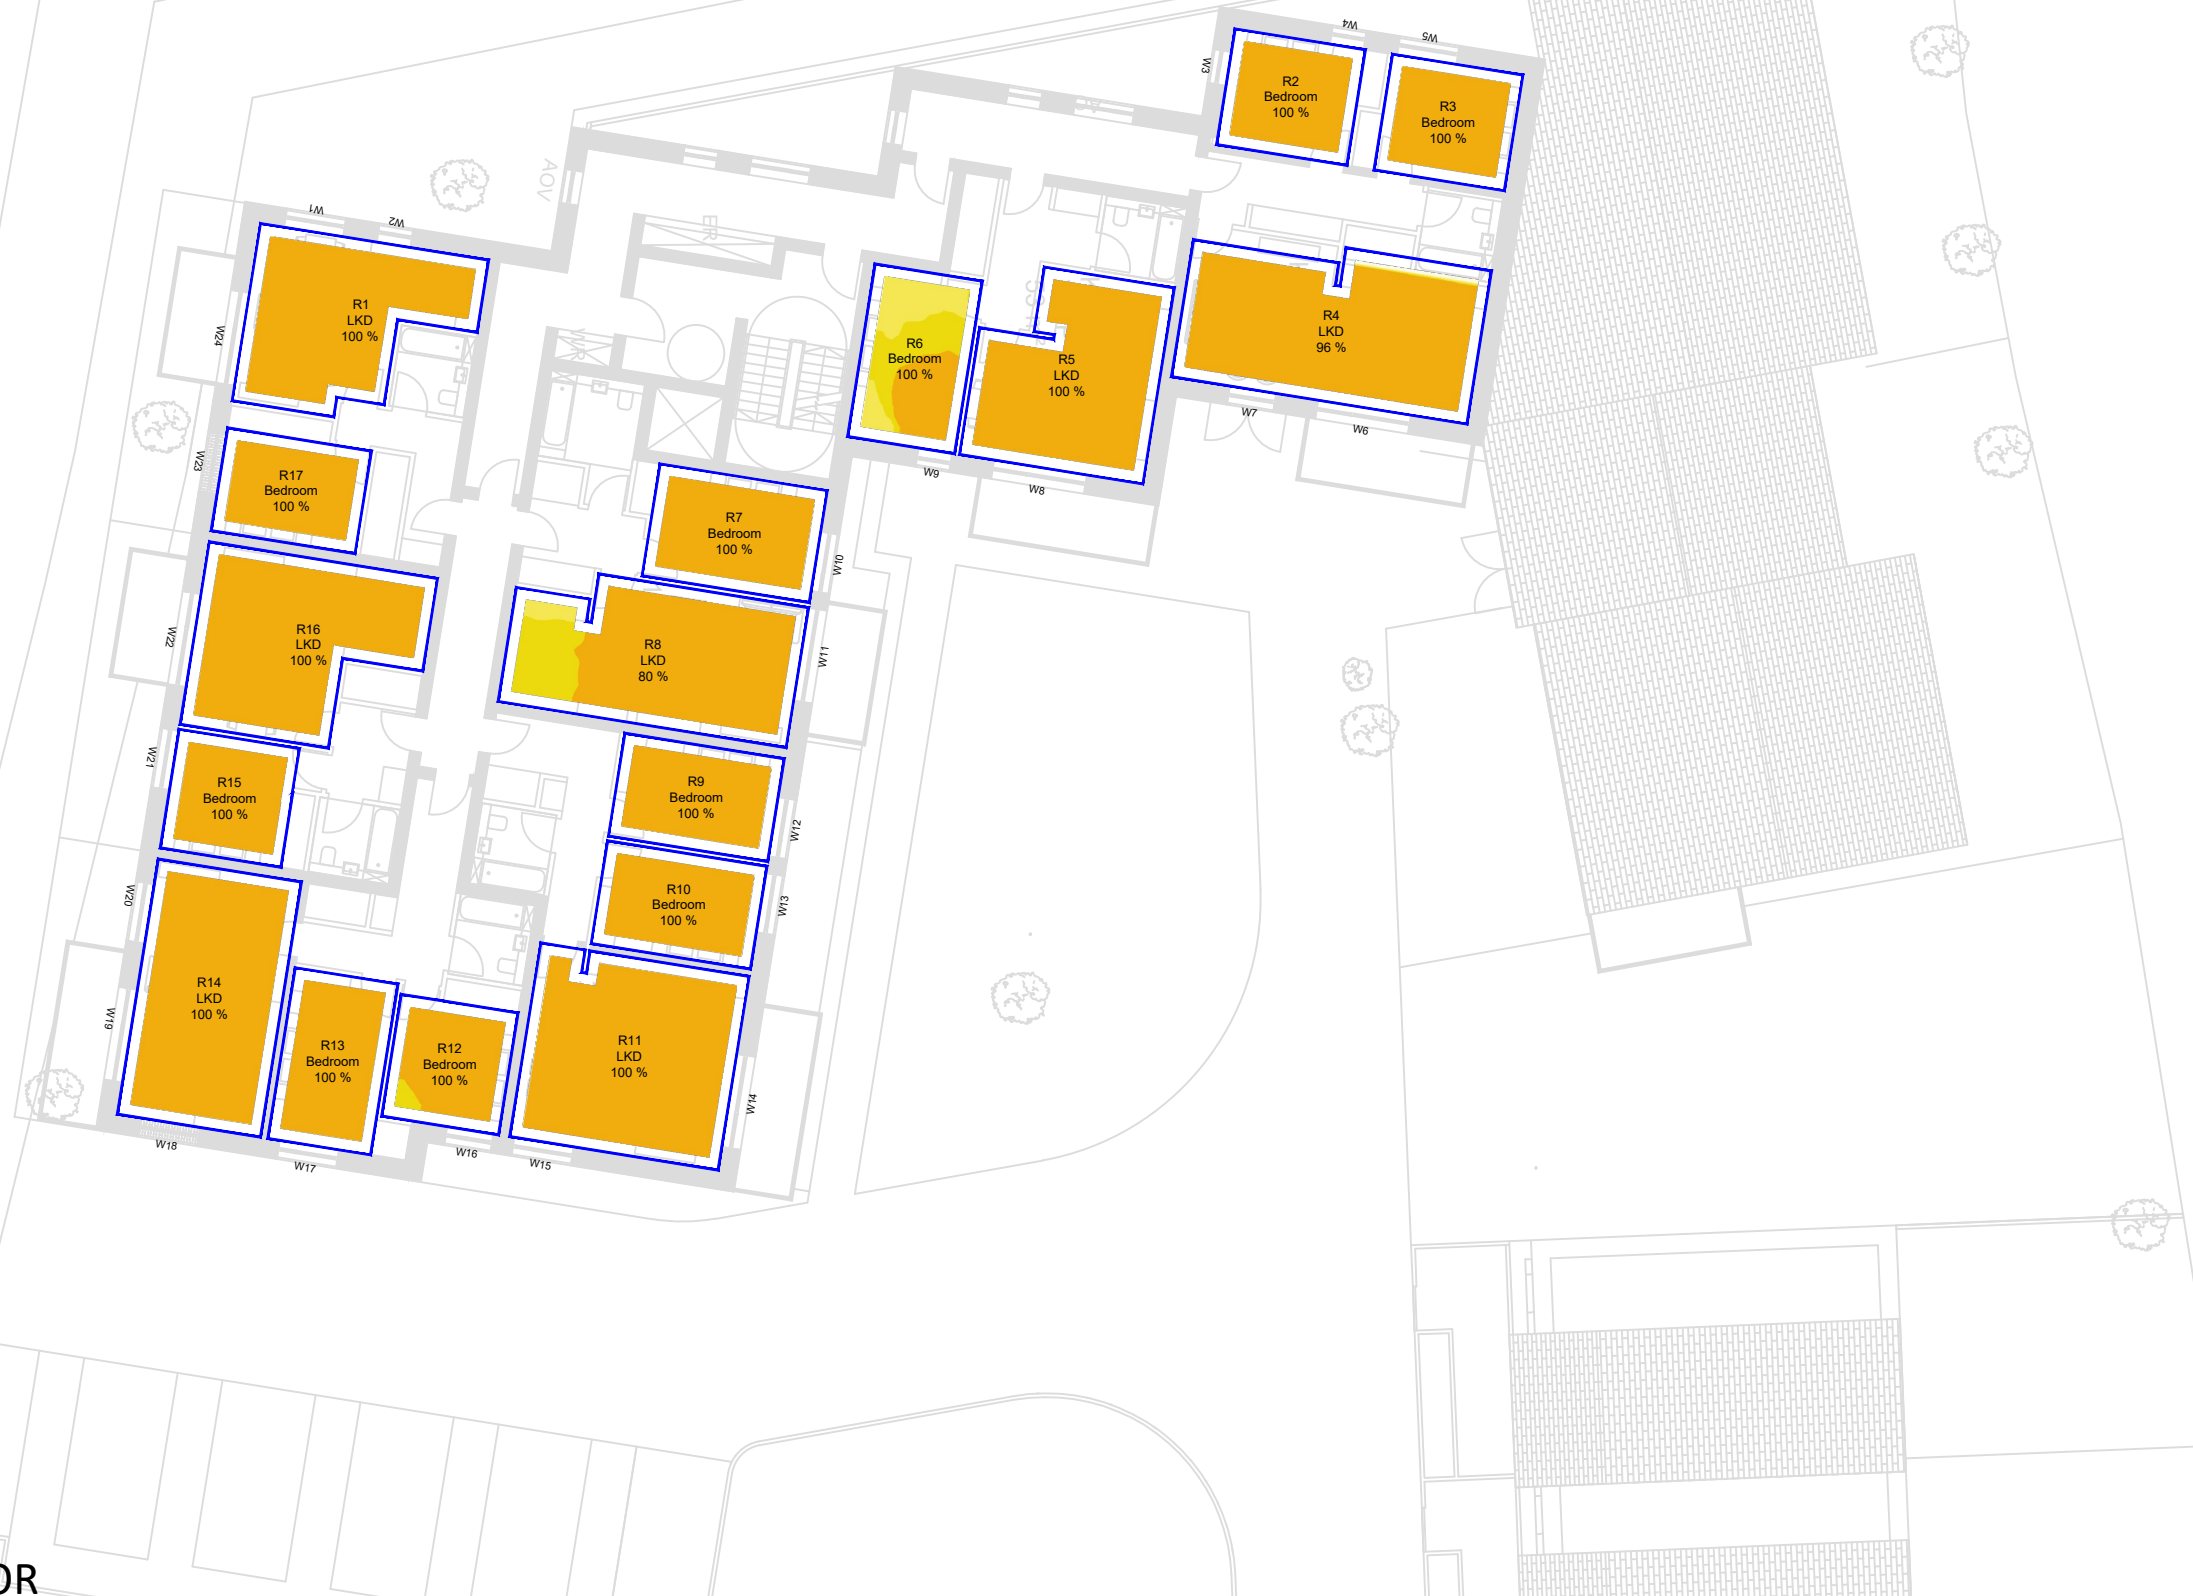 W4
W5
W3
R2
Bedroom
100 %
R3
Bedroom
100 %
AOV
W1
W2
R1
LKD
100 %
W24
R6
Bedroom
100 %
R5
LKD
100 %
R4
LKD
96 %
W7
W6
W9
W8
W23
R17
Bedroom
100 %
R7
Bedroom
100 %
W10
W22
R16
LKD
100 %
R8
LKD
80 %
W11
W21
R15
Bedroom
100 %
R9
Bedroom
100 %
W12
W20
R10
Bedroom
100 %
W13
R14
LKD
100 %
W19
R13
Bedroom
100 %
R12
Bedroom
100 %
R11
LKD
100 %
W14
W18
W17
W16
W15
OR